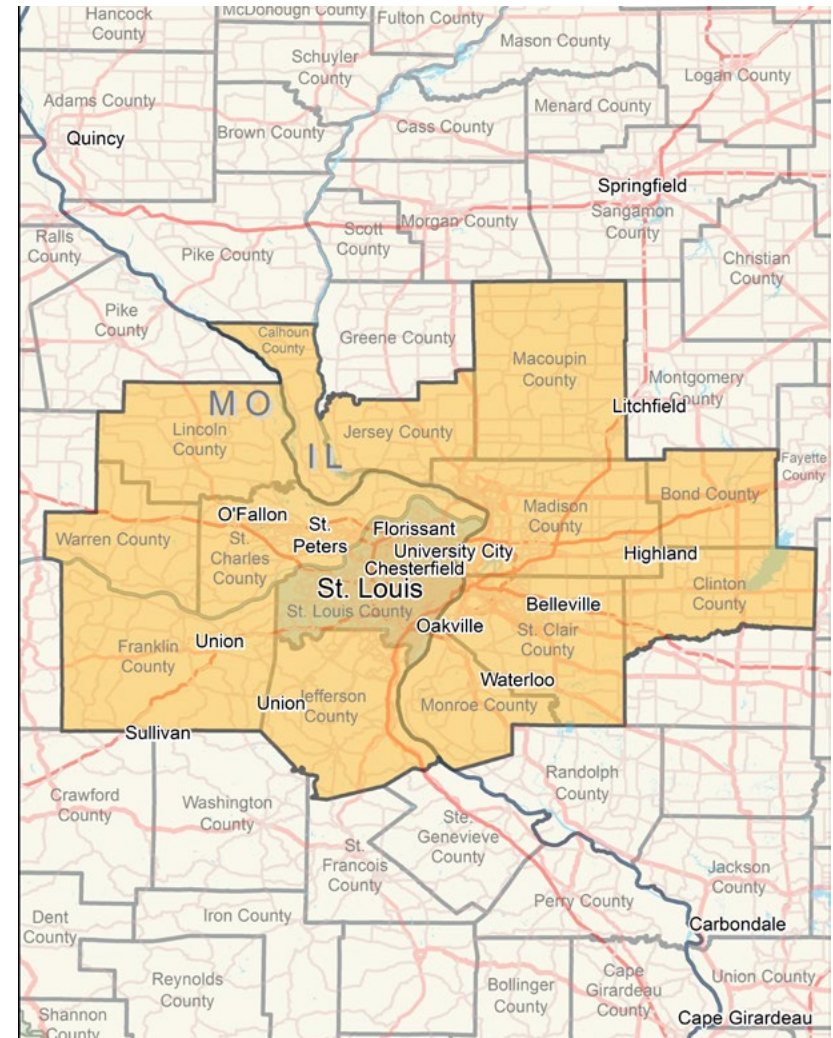 Hancock
County
McDonough County
Fulton County
Mason County
Schuyler
County
Logan County
Adams County
Menard County
Brown County
Cass County
Quincy
Springfield
Sangamon
County
Morgan County
Scott
County
Ralls
County
Pike County
Christian
County
Pike
County
Calhoun
County
Greene County
Macoupin
County
Montgomery
County
MO
Litchfield
Lincoln
County
Jersey County
IL
Fayette
County
Bond County
Madison
County
O'Fallon
St.
Peters
Florissant
Warren County
St.
Charles
County
University City
Highland
Chesterfield
Clinton
County
St. Louis
St. Louis County
Belleville
Oakville
St. Clair
County
Franklin
County
Union
Waterloo
Union
Jefferson
County
Monroe County
Sullivan
Randolph
County
Crawford
County
Washington
County
Ste.
Genevieve
County
St.
Francois
County
Jackson
County
Perry County
Dent
County
Iron County
Carbondale
Reynolds
County
Bollinger
County
Cape
Girardeau
County
Union County
Shannon
County
Cape Girardeau